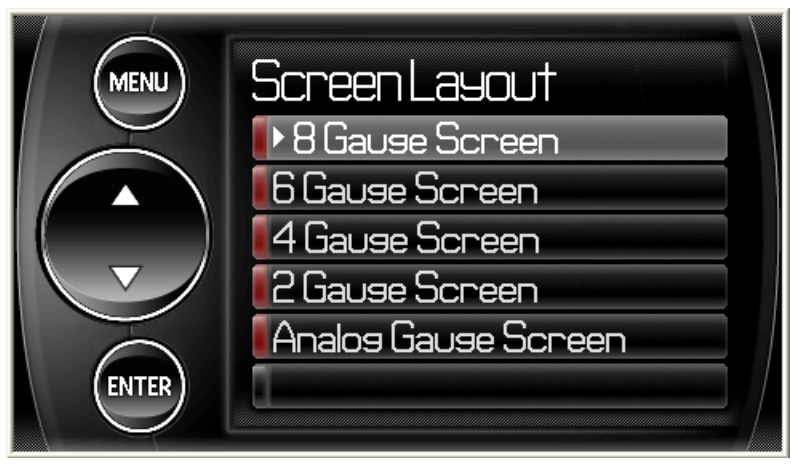 MENU
Screen Layout
8 Gauge Screen
6 Gauge Screen
4 Gauge Screen
2 Gauge Screen
Analog Gauge Screen
ENTER